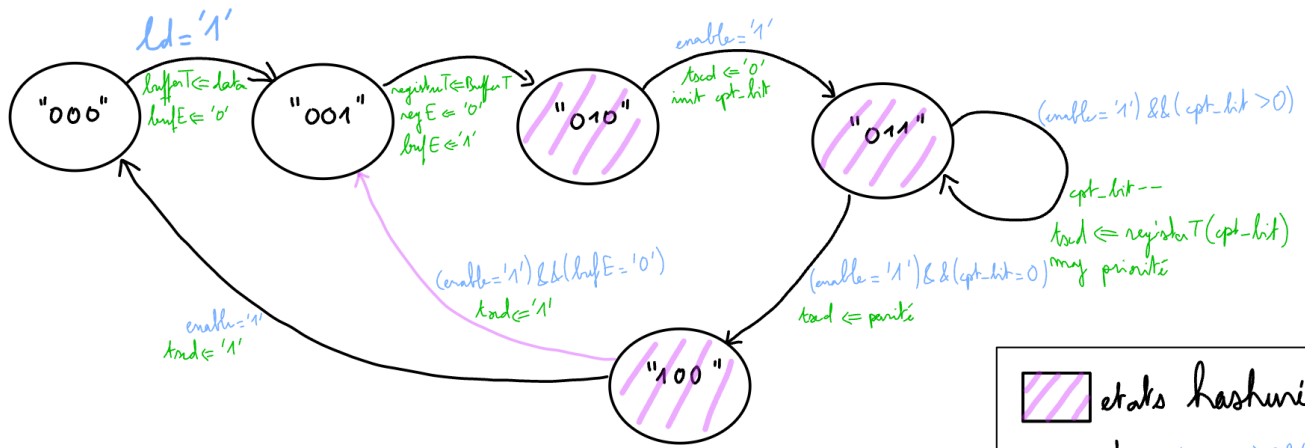 ld='1'
"000"
bufferT<=data
bufE<='0'
"001"
registreT<=BufferT
regE<='0'
bufE<='1'
"010"
enable='1'
txd<='0'
init cpt_bit
"011"
(enable='1')&&(cpt_bit>0)
cpt_bit--
txd<=registerT(cpt_bit)
maj priorité
(enable='1')&&(bufE='0')
txd<='1'
(enable='1')&&(cpt_bit=0)
txd<=parité
enable='1'
txd<='1'
"100"
etats hashuré